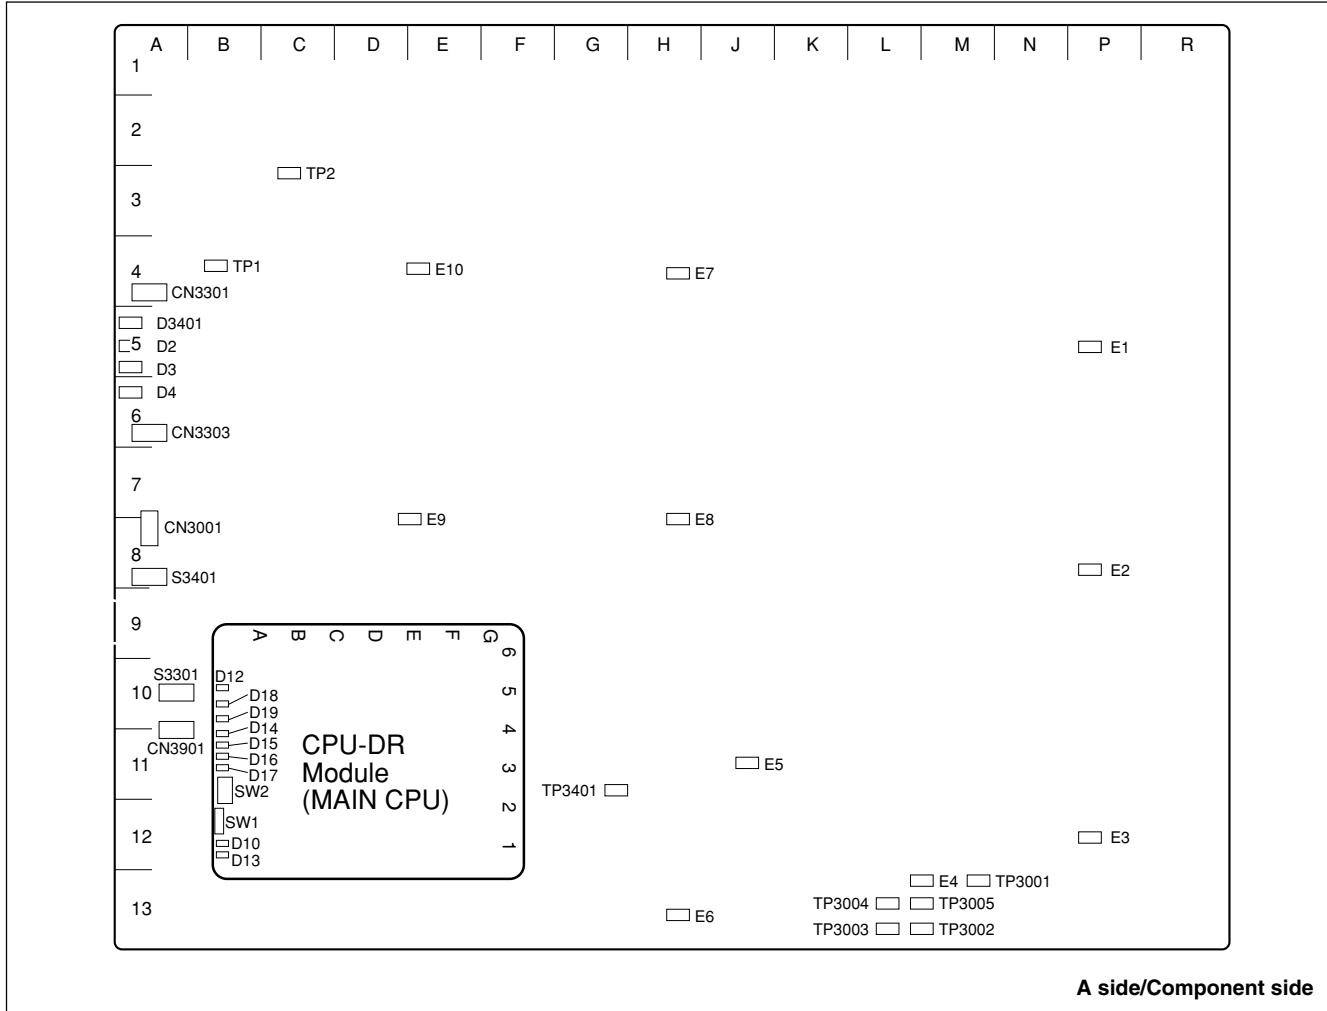 A B C D E F G H J K L M N P R
1
2
TP2
3
4 TP1 E10 E7
CN3301
D3401
5 D2 E1
D3
D4
6
CN3303
7
CN3001 E9 E8
8
S3401 E2
9
A B C D E F G
6
S3301 D12
10 D18 5
D19
D14 4
CN3901 D15
D16
D17
CPU-DR
Module
(MAIN CPU)
11 3 E5
SW2 TP3401
2
SW1
12 E3
D10 1
D13
E4 TP3001
13 TP3004 TP3005
E6
TP3003 TP3002
A side/Component side